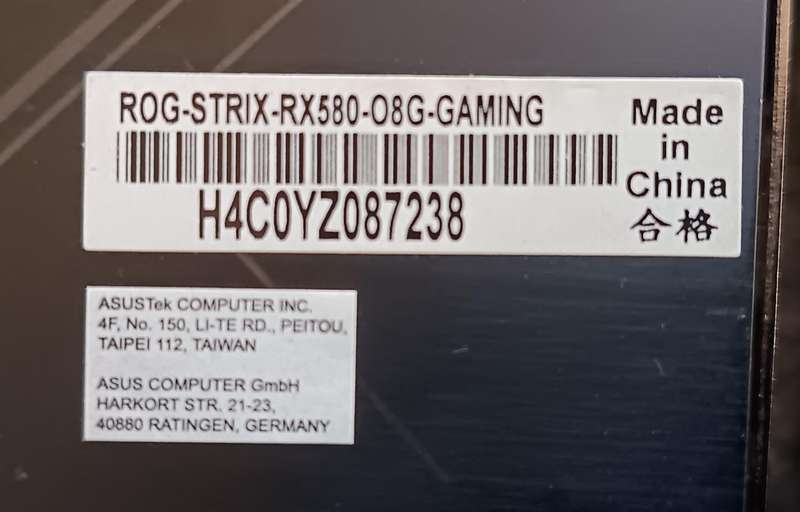 ROG-STRIX-RX580-O8G-GAMING
H4C0YZ087238
Made
in
China
合格
ASUSTek COMPUTER INC.
4F, No. 150, LI-TE RD., PEITOU,
TAIPEI 112, TAIWAN
ASUS COMPUTER GmbH
HARKORT STR. 21-23,
40880 RATINGEN, GERMANY